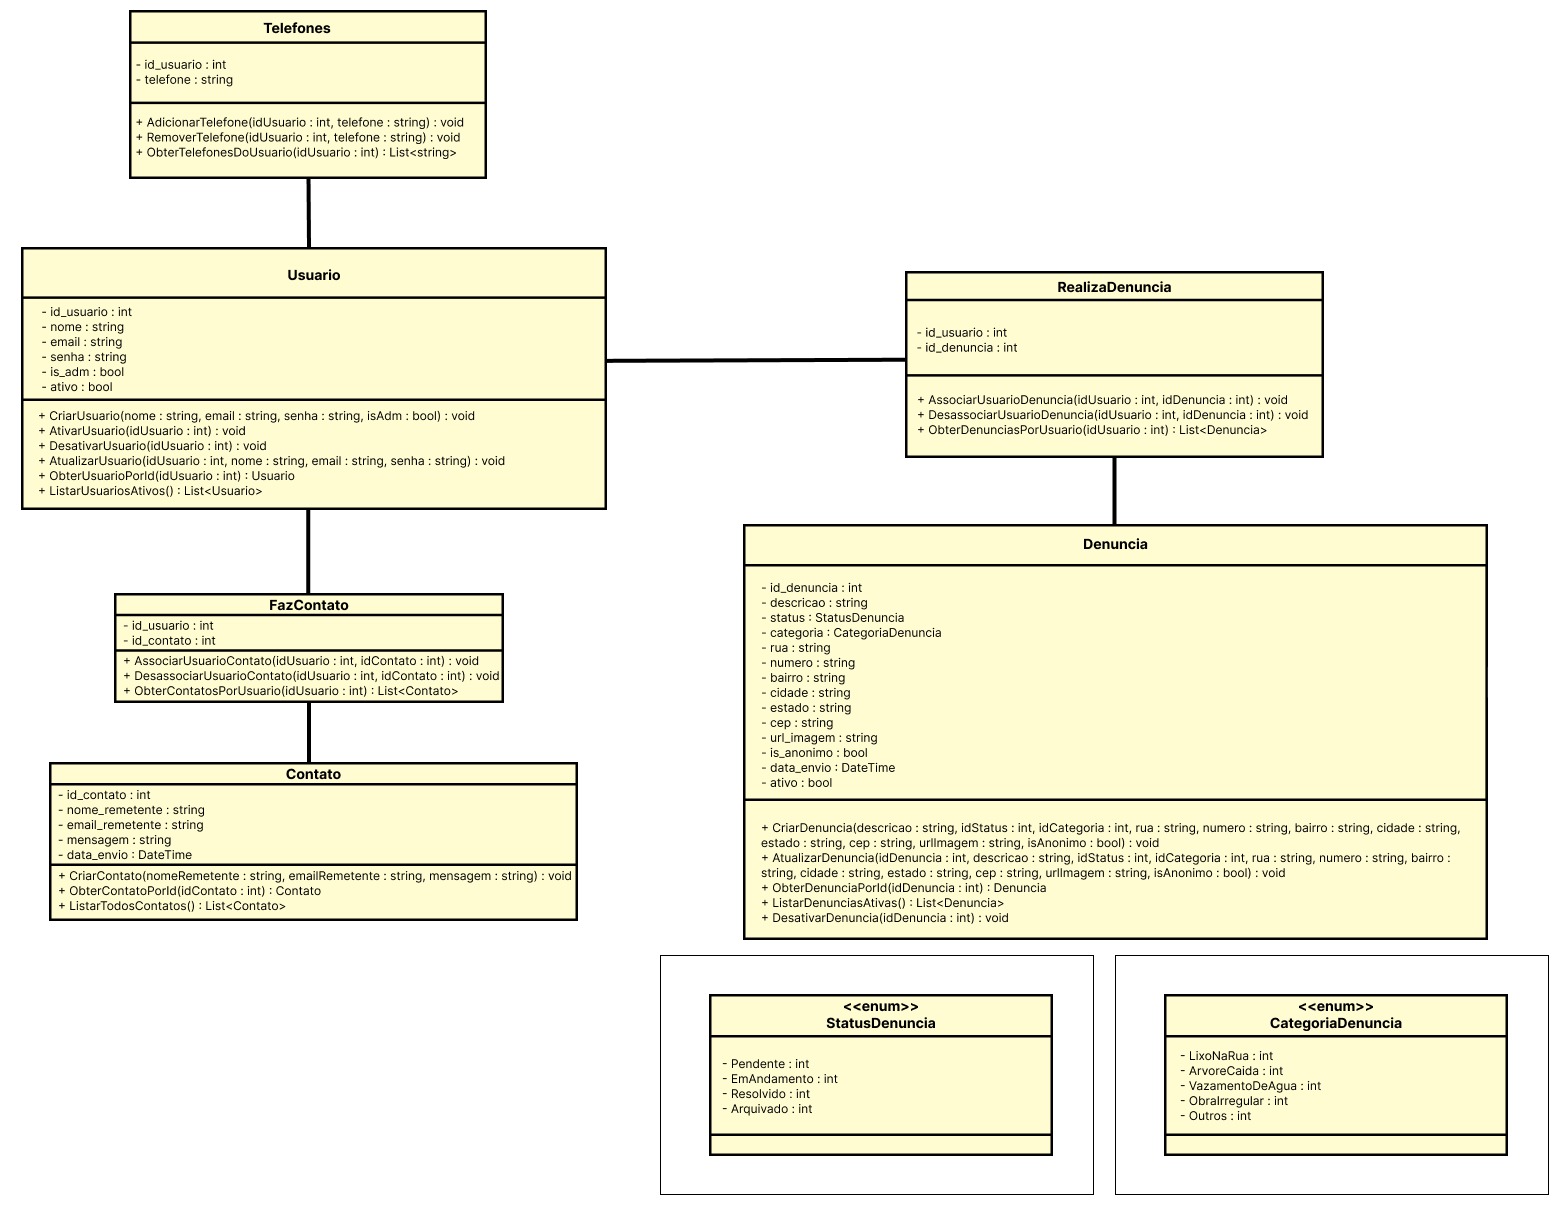 Telefones
- id_usuario : int
- telefone : string
+ AdicionarTelefone(idUsuario : int, telefone : string) : void
+ RemoverTelefone(idUsuario : int, telefone : string) : void
+ ObterTelefonesDoUsuario(idUsuario : int) : List<string>
Usuario
- id_usuario : int
- nome : string
- email : string
- senha : string
- is_adm : bool
- ativo : bool
+ CriarUsuario(nome : string, email : string, senha : string, isAdm : bool) : void
+ AtivarUsuario(idUsuario : int) : void
+ DesativarUsuario(idUsuario : int) : void
+ AtualizarUsuario(idUsuario : int, nome : string, email : string, senha : string) : void
+ ObterUsuarioPorId(idUsuario : int) : Usuario
+ ListarUsuariosAtivos() : List<Usuario>
RealizaDenuncia
- id_usuario : int
- id_denuncia : int
+ AssociarUsuarioDenuncia(idUsuario : int, idDenuncia : int) : void
+ DesassociarUsuarioDenuncia(idUsuario : int, idDenuncia : int) : void
+ ObterDenunciasPorUsuario(idUsuario : int) : List<Denuncia>
FazContato
- id_usuario : int
- id_contato : int
+ AssociarUsuarioContato(idUsuario : int, idContato : int) : void
+ DesassociarUsuarioContato(idUsuario : int, idContato : int) : void
+ ObterContatosPorUsuario(idUsuario : int) : List<Contato>
Contato
- id_contato : int
- nome_remetente : string
- email_remetente : string
- mensagem : string
- data_envio : DateTime
+ CriarContato(nomeRemetente : string, emailRemetente : string, mensagem : string) : void
+ ObterContatoPorId(idContato : int) : Contato
+ ListarTodosContatos() : List<Contato>
Denuncia
- id_denuncia : int
- descricao : string
- status : StatusDenuncia
- categoria : CategoriaDenuncia
- rua : string
- numero : string
- bairro : string
- cidade : string
- estado : string
- cep : string
- url_imagem : string
- is_anonimo : bool
- data_envio : DateTime
- ativo : bool
+ CriarDenuncia(descricao : string, idStatus : int, idCategoria : int, rua : string, numero : string, bairro : string, cidade : string,
estado : string, cep : string, urlImagem : string, isAnonimo : bool) : void
+ AtualizarDenuncia(idDenuncia : int, descricao : string, idStatus : int, idCategoria : int, rua : string, numero : string, bairro :
string, cidade : string, estado : string, cep : string, urlImagem : string, isAnonimo : bool) : void
+ ObterDenunciaPorId(idDenuncia : int) : Denuncia
+ ListarDenunciasAtivas() : List<Denuncia>
+ DesativarDenuncia(idDenuncia : int) : void
<<enum>>
StatusDenuncia
- Pendente : int
- EmAndamento : int
- Resolvido : int
- Arquivado : int
<<enum>>
CategoriaDenuncia
- LixoNaRua : int
- ArvoreCaida : int
- VazamentoDeAgua : int
- ObraIrregular : int
- Outros : int